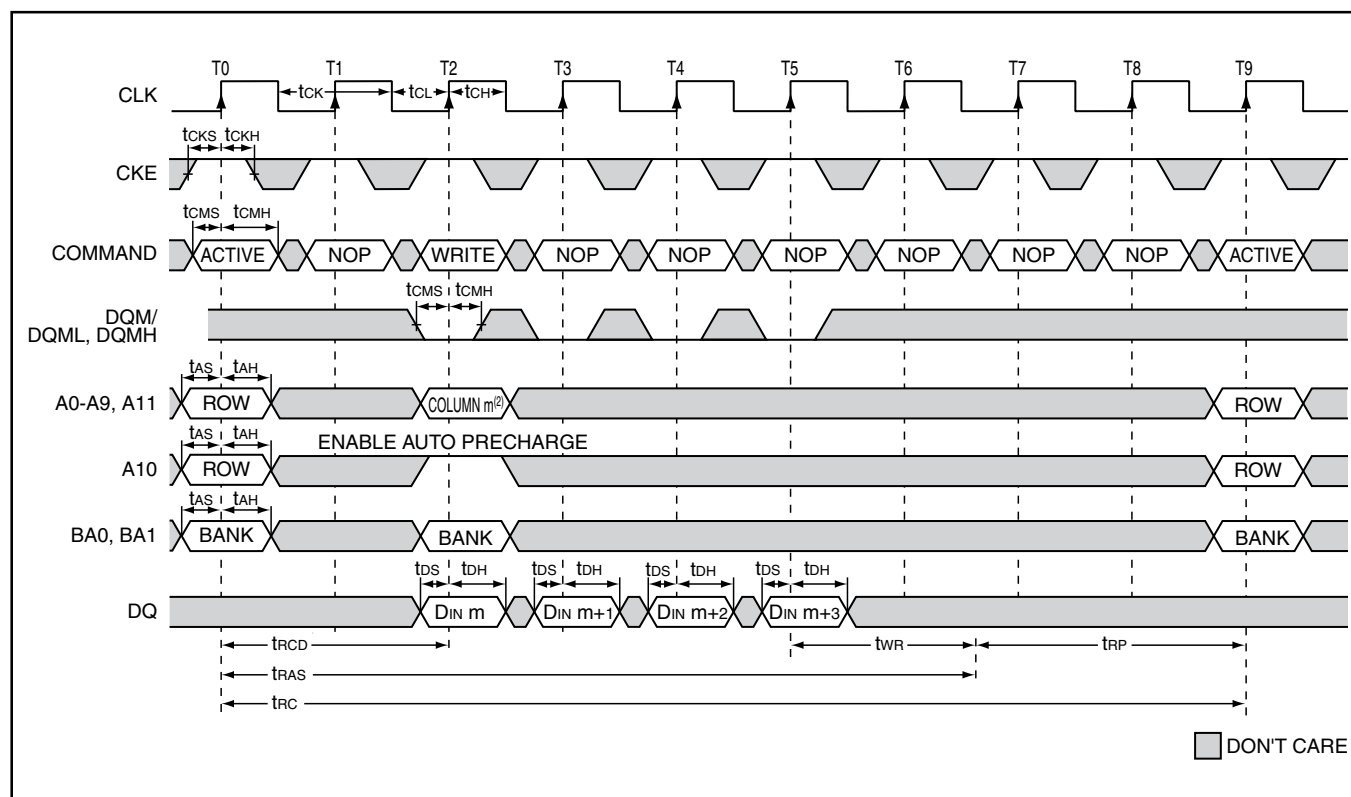 T0 T1 T2 T3 T4 T5 T6 T7 T8 T9
CLK tCK tCL tCH
tCKS tCKH
CKE
tCMS tCMH
COMMAND ACTIVE NOP WRITE NOP NOP NOP NOP NOP NOP ACTIVE
tCMS tCMH
DQM/
DQML, DQMH
tAS tAH
A0-A9, A11 ROW COLUMN m(2) ROW
tAS tAH ENABLE AUTO PRECHARGE
A10 ROW ROW
tAS tAH
BA0, BA1 BANK BANK BANK
tDS tDH tDS tDH tDS tDH tDS tDH
DQ DIN m DIN m+1 DIN m+2 DIN m+3
tRCD tWR tRP
tRAS
tRC
DON'T CARE